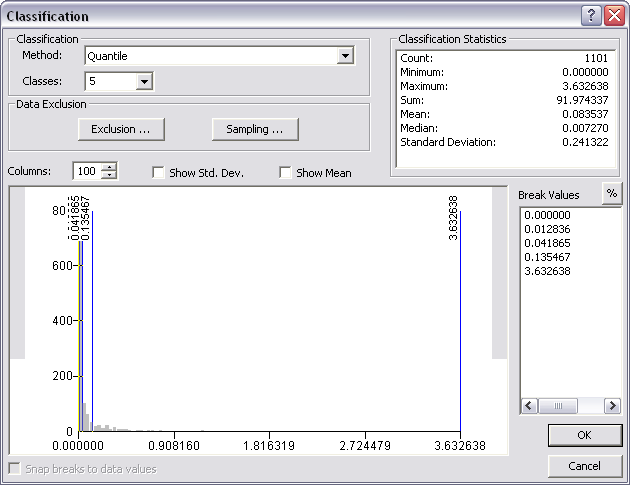 Classification
Classification
Method: Quantile
Classes: 5
Data Exclusion
Exclusion ...
Sampling ...
Classification Statistics
Count: 1101
Minimum: 0.000000
Maximum: 3.632638
Sum: 91.974337
Mean: 0.083537
Median: 0.007270
Standard Deviation: 0.241322
Columns: 100
Show Std. Dev.
Show Mean
0.041865
0.135467
3.632638
600
400
200
0
0.000000 0.908160 1.816319 2.724479 3.632638
Break Values %
0.000000
0.012836
0.041865
0.135467
3.632638
Snap breaks to data values
OK
Cancel